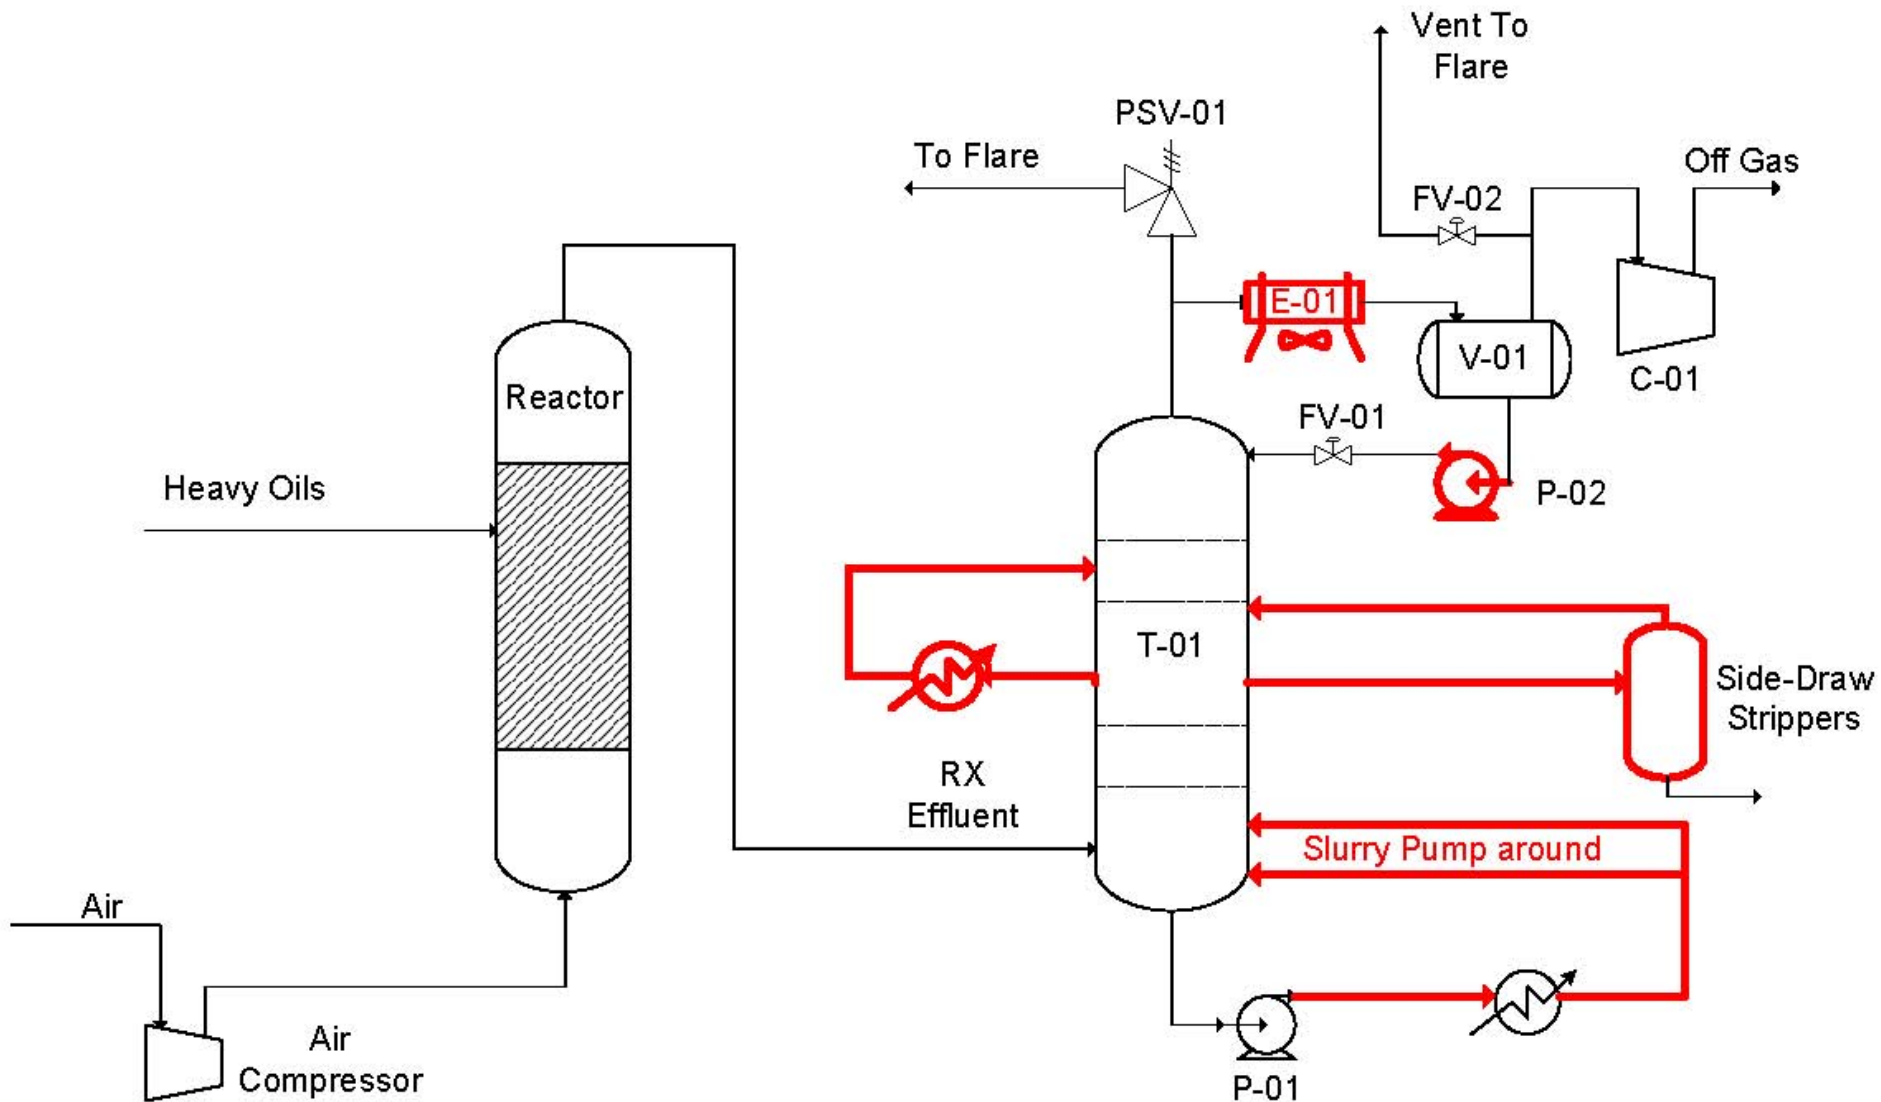 Vent To
Flare
PSV-01
To Flare
Off Gas
FV-02
E-01
V-01
C-01
Reactor
FV-01
Heavy Oils
P-02
T-01
Side-Draw
Strippers
RX
Effluent
Slurry Pump around
Air
Air
Compressor
P-01